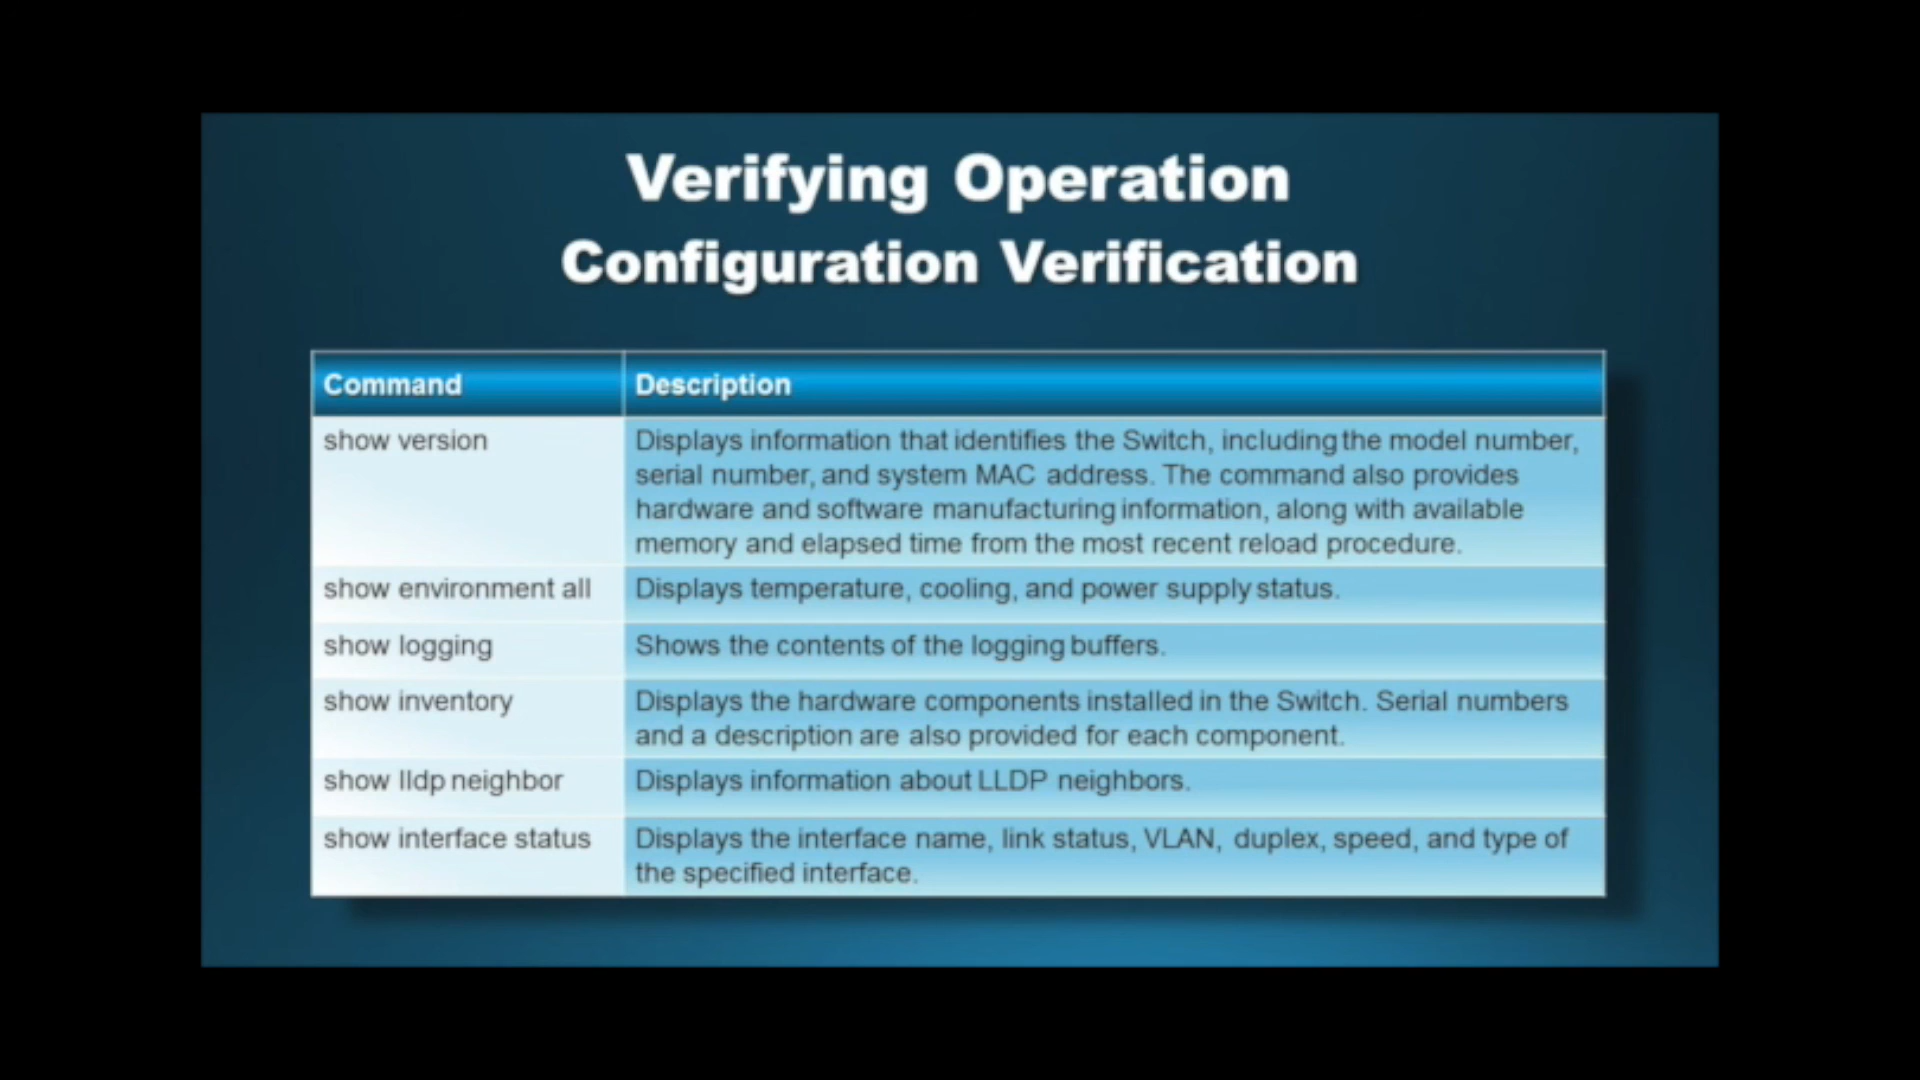 Verifying Operation
Configuration Verification
Command Description
show version Displays information that identifies the Switch, including the model number,
serial number, and system MAC address. The command also provides
hardware and software manufacturing information, along with available
memory and elapsed time from the most recent reload procedure.
show environment all Displays temperature, cooling, and power supply status.
show logging Shows the contents of the logging buffers.
show inventory Displays the hardware components installed in the Switch. Serial numbers
and a description are also provided for each component.
show lldp neighbor Displays information about LLDP neighbors.
show interface status Displays the interface name, link status, VLAN, duplex, speed, and type of
the specified interface.